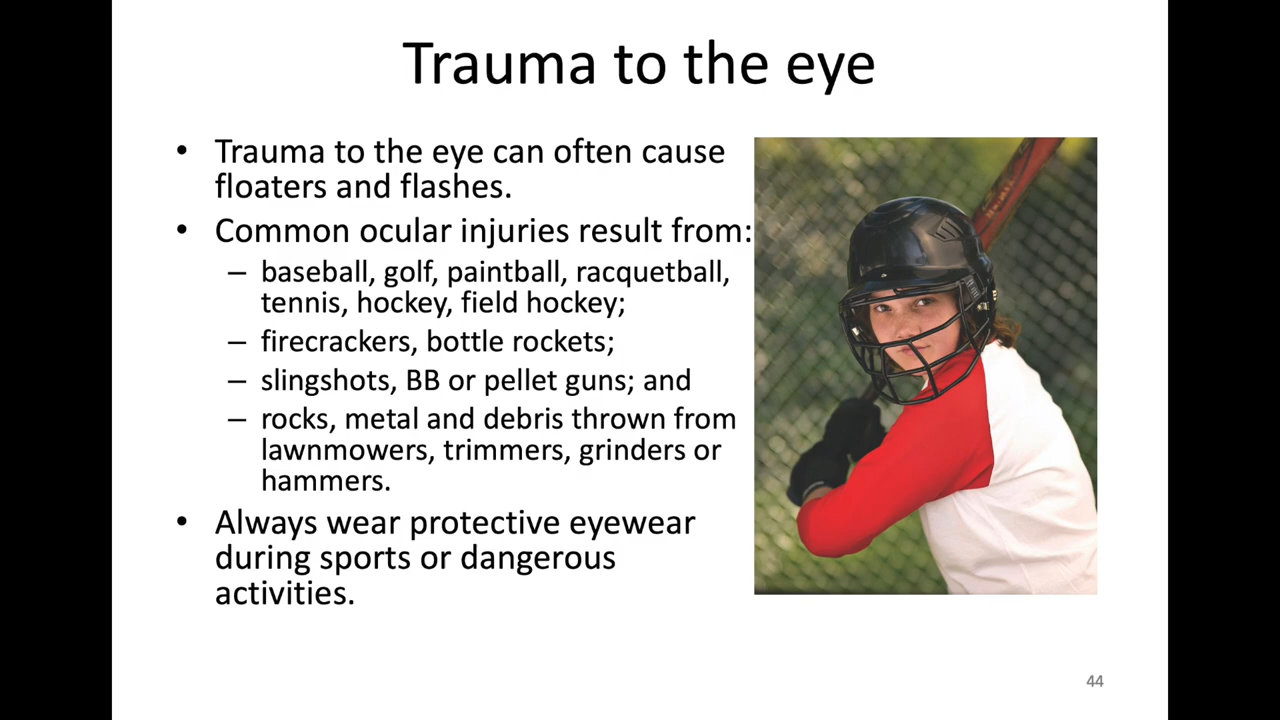 Trauma to the eye
• Trauma to the eye can often cause
floaters and flashes.
• Common ocular injuries result from:
– baseball, golf, paintball, racquetball,
tennis, hockey, field hockey;
– firecrackers, bottle rockets;
– slingshots, BB or pellet guns; and
– rocks, metal and debris thrown from
lawnmowers, trimmers, grinders or
hammers.
• Always wear protective eyewear
during sports or dangerous
activities.
44